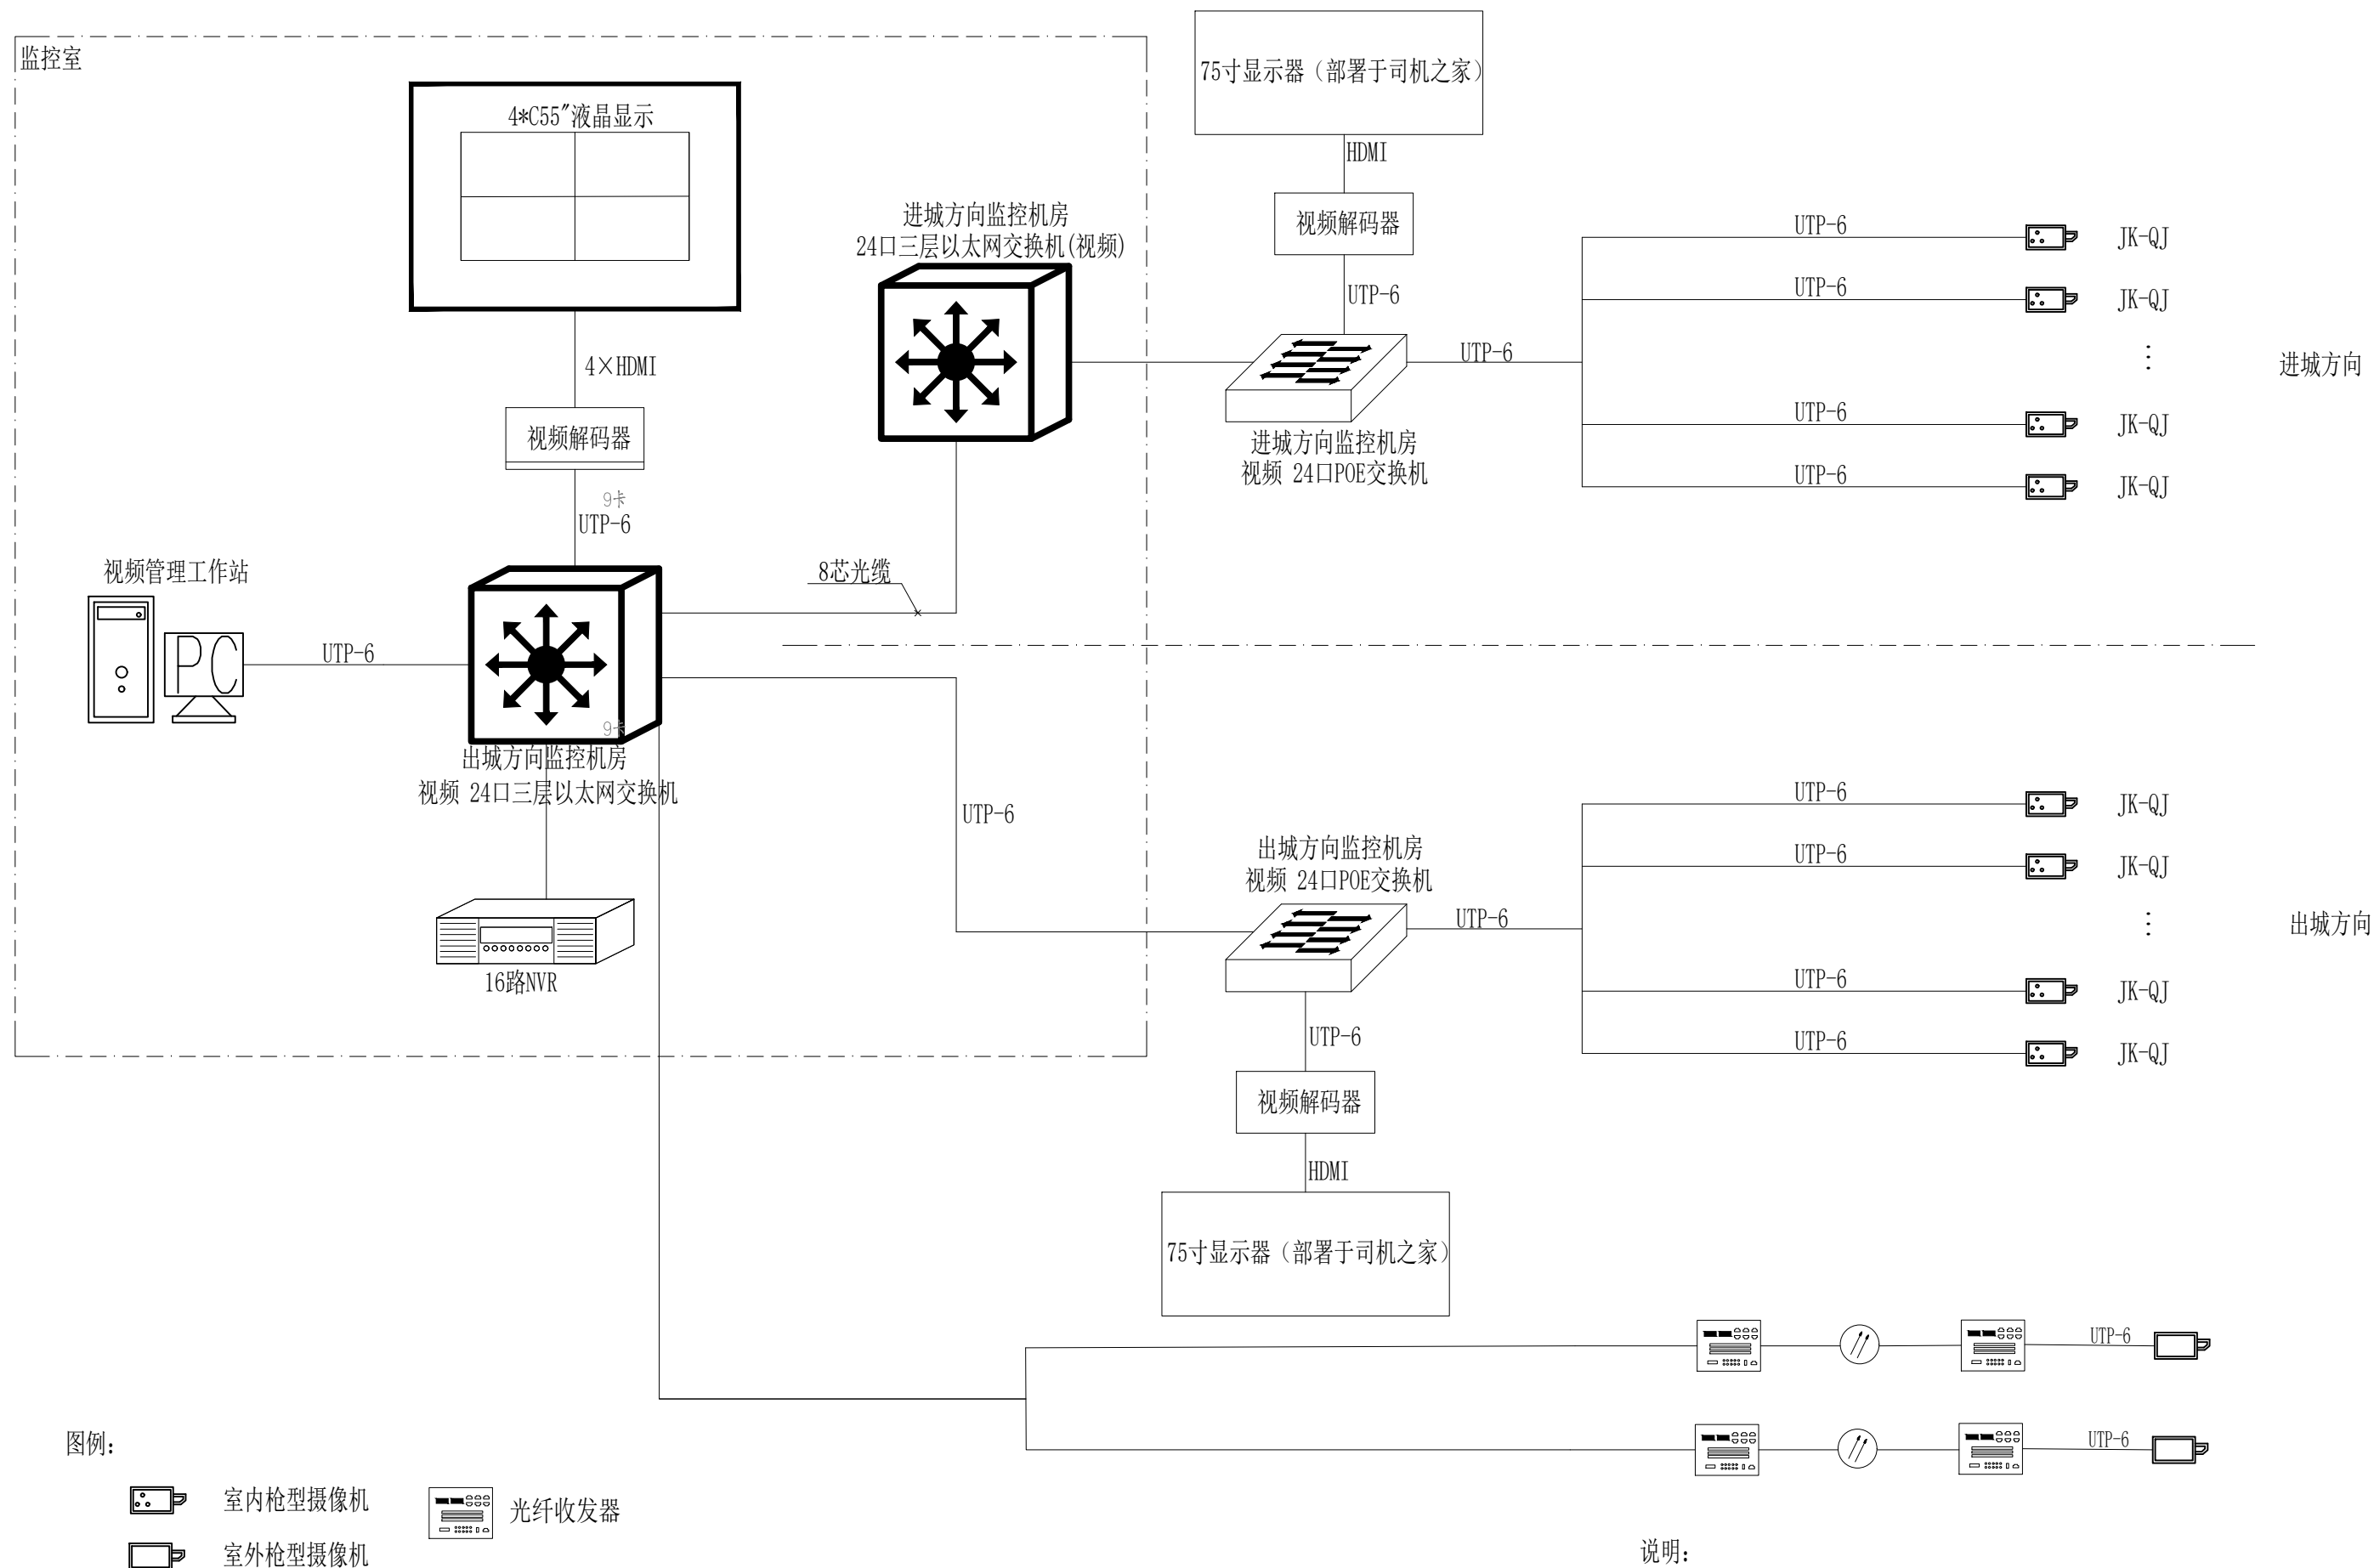 监控室
4*C55"液晶显示
4×HDMI
视频解码器
9卡
UTP-6
视频管理工作站
PC
UTP-6
9卡
出城方向监控机房
视频 24口三层以太网交换机
16路NVR
进城方向监控机房
24口三层以太网交换机(视频)
8芯光缆
UTP-6
75寸显示器（部署于司机之家）
HDMI
视频解码器
UTP-6
进城方向监控机房
视频 24口POE交换机
UTP-6
UTP-6
JK-QJ
UTP-6
JK-QJ
⋮
UTP-6
JK-QJ
UTP-6
JK-QJ
进城方向
出城方向监控机房
视频 24口POE交换机
UTP-6
UTP-6
JK-QJ
UTP-6
JK-QJ
⋮
UTP-6
JK-QJ
UTP-6
JK-QJ
出城方向
UTP-6
视频解码器
HDMI
75寸显示器（部署于司机之家）
UTP-6
UTP-6
图例：
室内枪型摄像机
光纤收发器
室外枪型摄像机
说明：